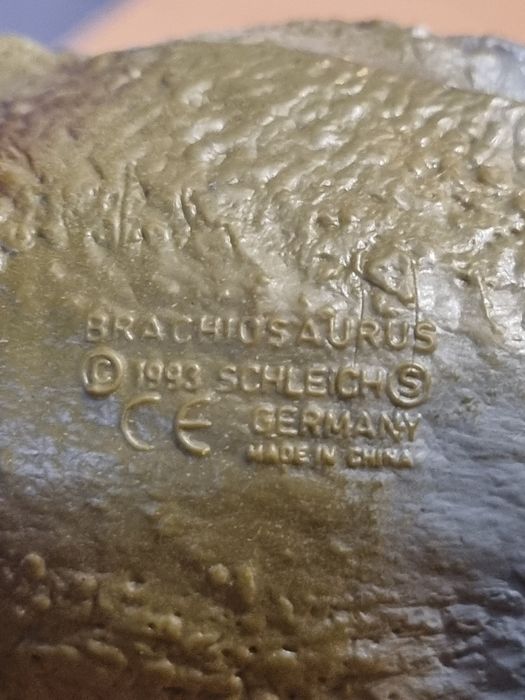 BRACHIOSAURUS
© 1993 SCHLEICH Ⓢ
CE GERMANY
MADE IN CHINA